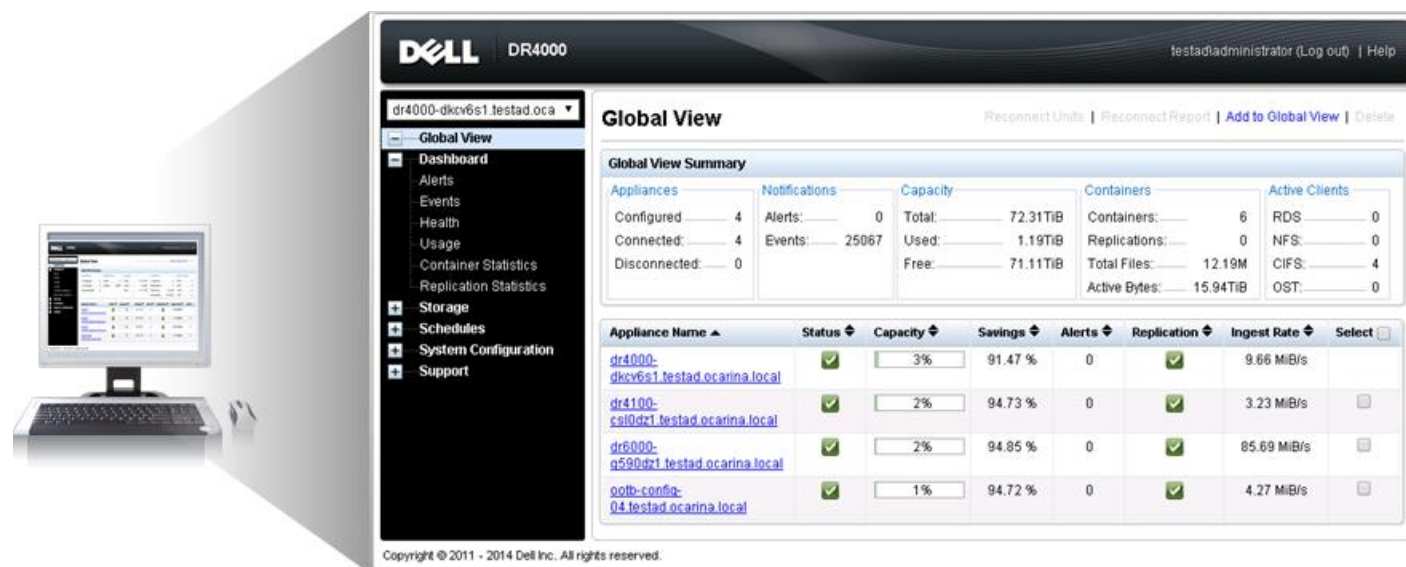 DELL DR4000 testad\administrator (Log out) | Help
dr4000-dkcv6s1.testad.oca
Global View
Dashboard
Alerts
Events
Health
Usage
Container Statistics
Replication Statistics
Storage
Schedules
System Configuration
Support
Global View Reconnect Units | Reconnect Report | Add to Global View | Delete
Global View Summary
Appliances Notifications Capacity Containers Active Clients
Configured 4 Alerts: 0 Total: 72.31TiB Containers: 6 RDS 0
Connected: 4 Events: 25067 Used: 1.19TiB Replications: 0 NFS: 0
Disconnected: 0 Free: 71.11TiB Total Files: 12.19M CIFS: 4
Active Bytes: 15.94TiB OST: 0
Appliance Name Status Capacity Savings Alerts Replication Ingest Rate Select
dr4000- 3% 91.47 % 0 9.66 MiB/s
dkcv6s1.testad.ocarina.local
dr4100- 2% 94.73 % 0 3.23 MiB/s
csl0dz1.testad.ocarina.local
dr6000- 2% 94.85 % 0 85.69 MiB/s
g590dz1.testad.ocarina.local
ootb-config- 1% 94.72 % 0 4.27 MiB/s
04.testad.ocarina.local
Copyright © 2011 - 2014 Dell Inc. All rights reserved.